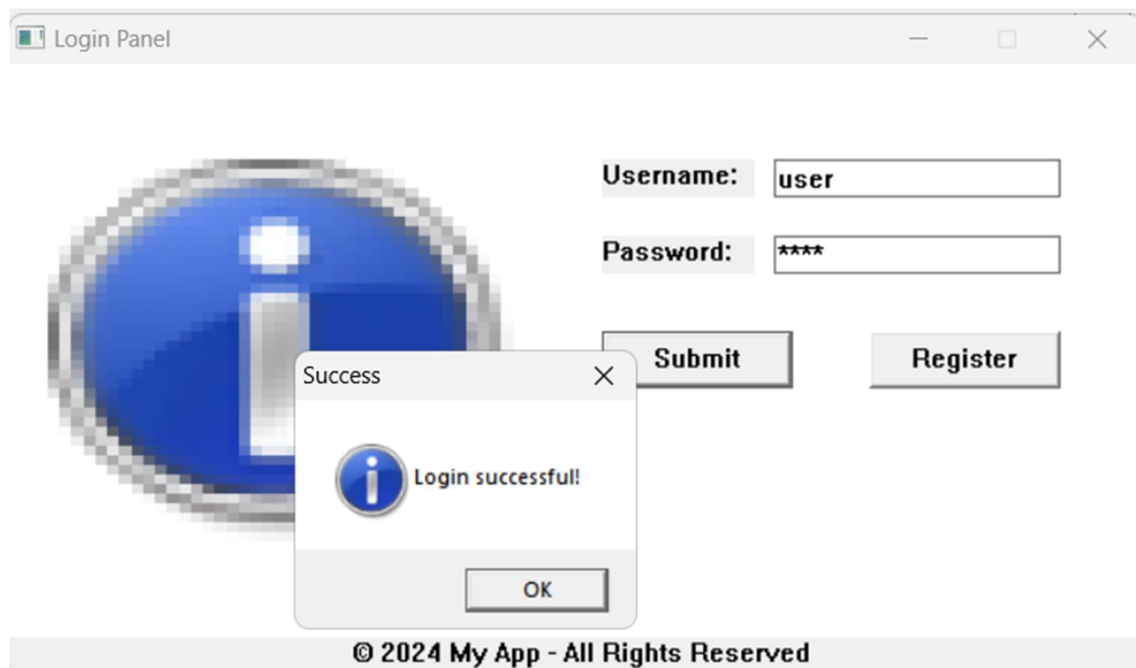 Login Panel
Username: user
Password: ****
Submit Register
Success
Login successful!
OK
© 2024 My App - All Rights Reserved